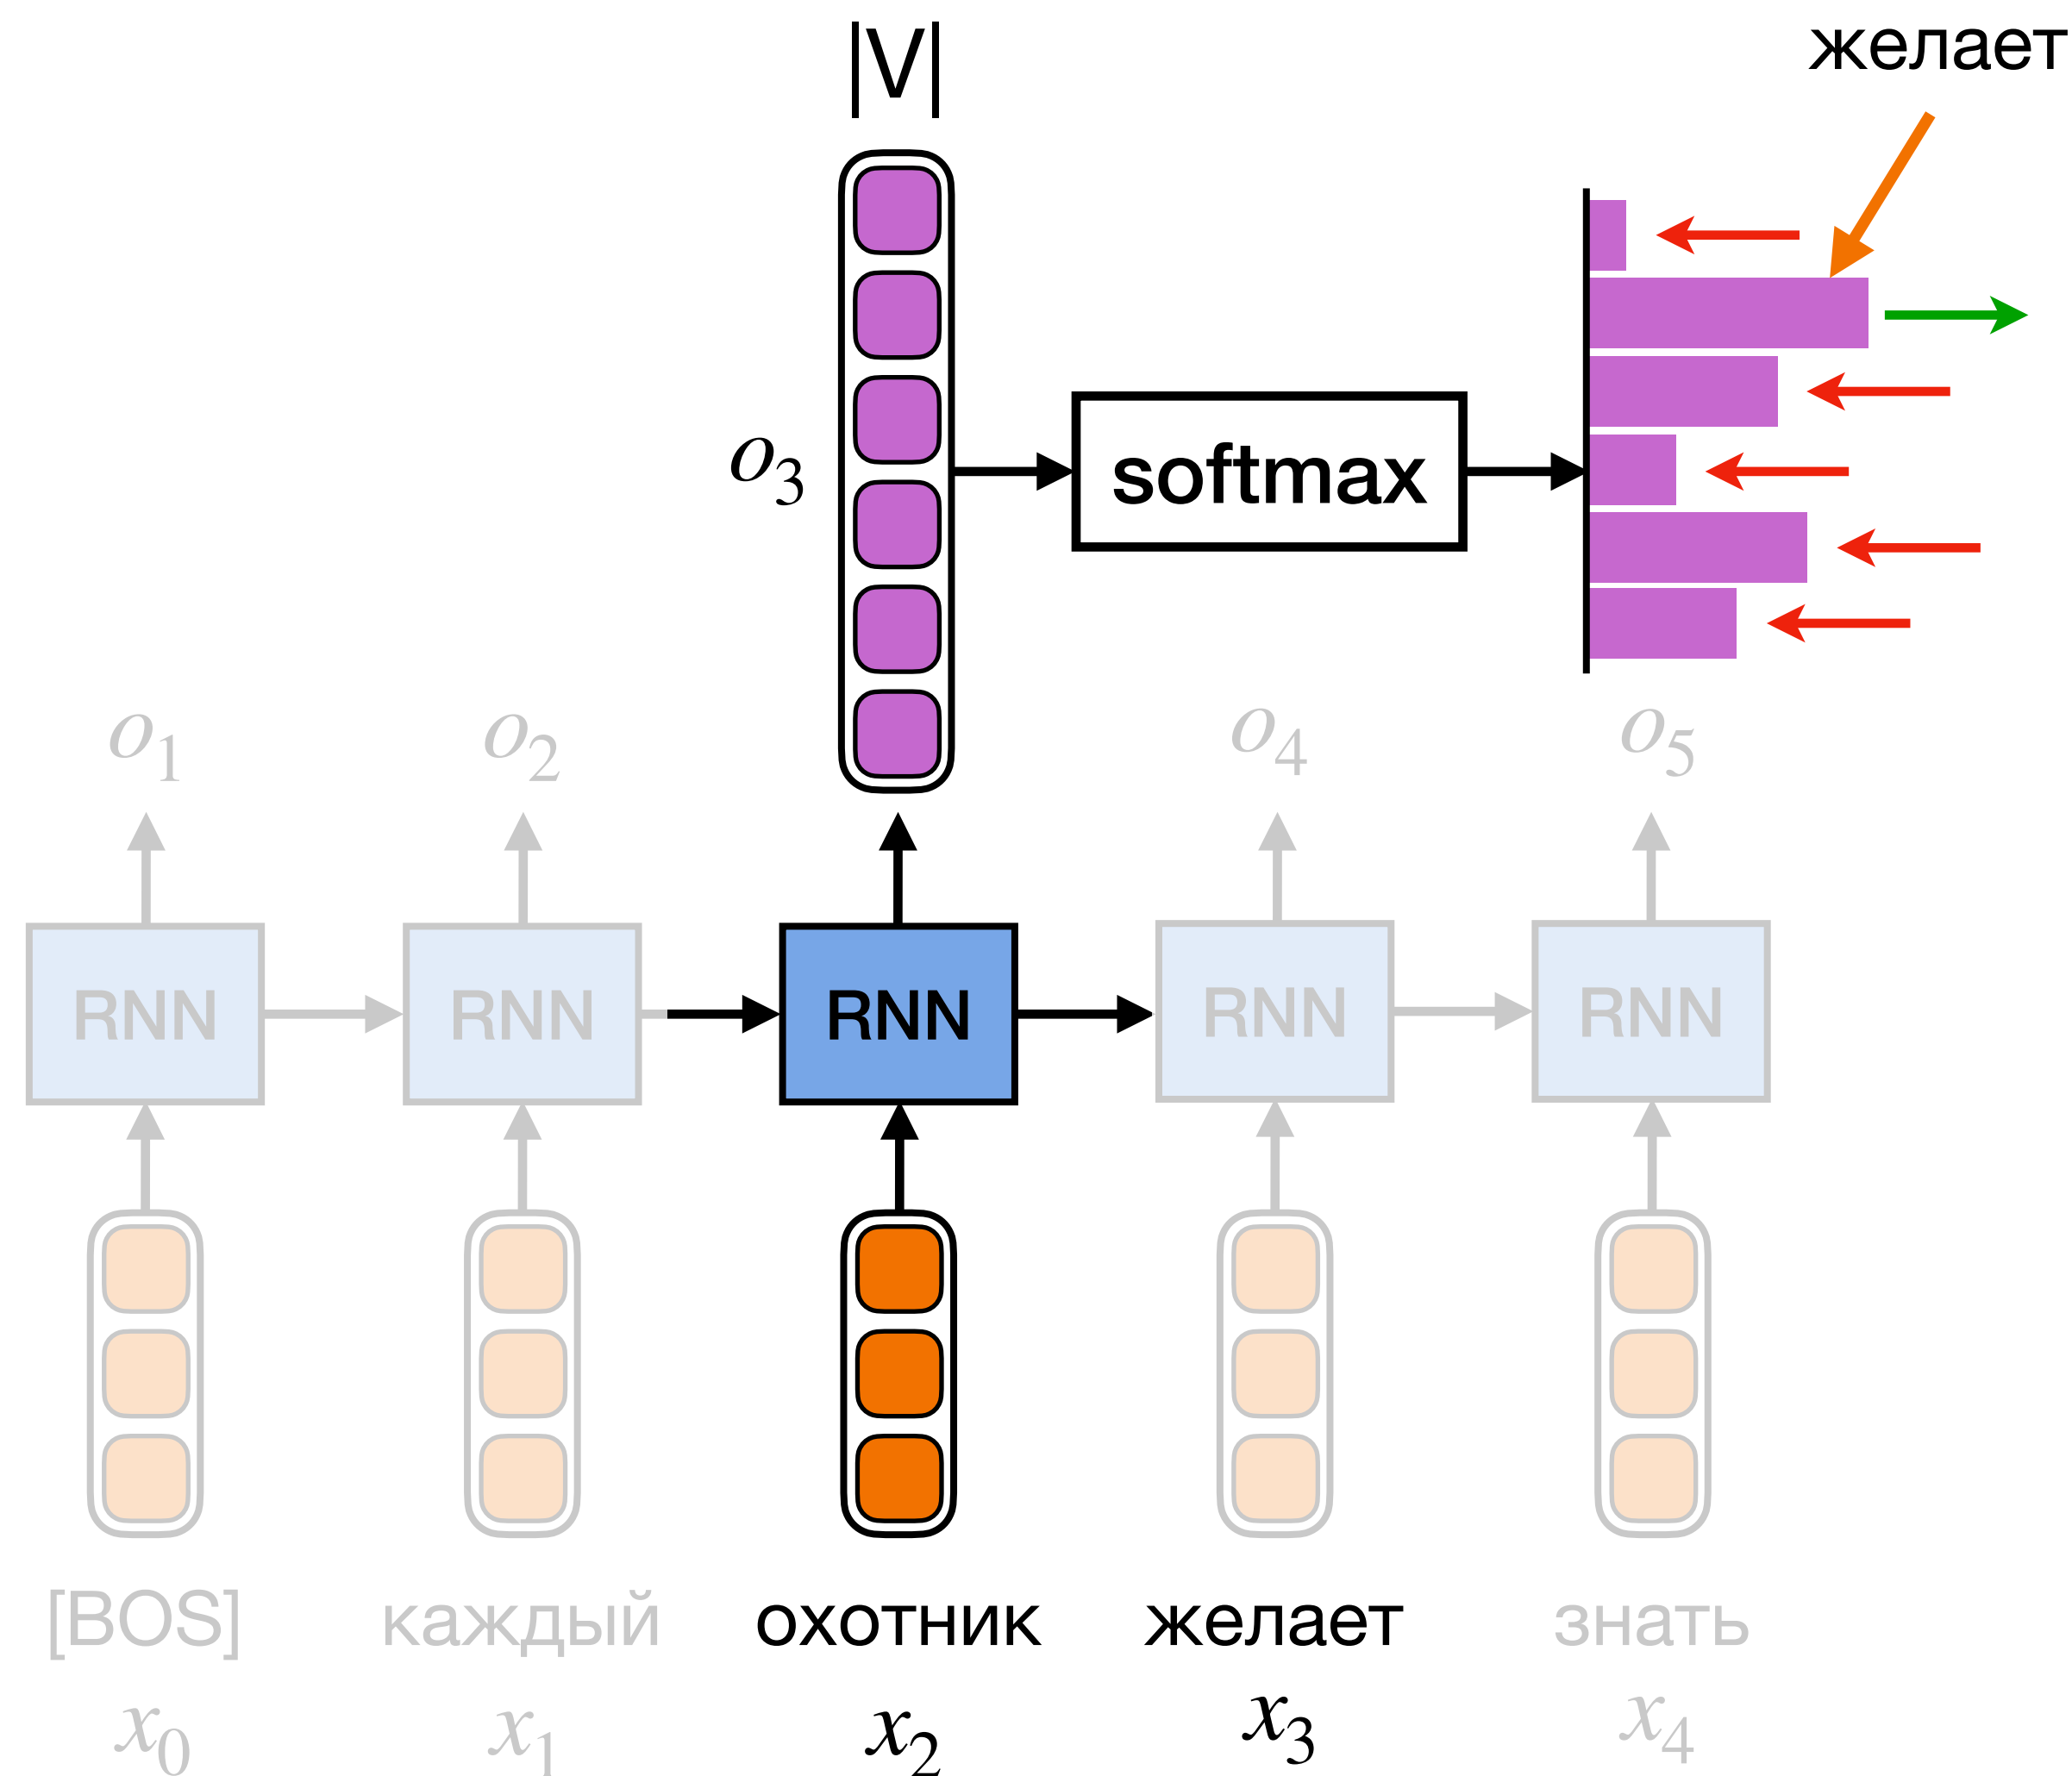 |V|
желает
o3
softmax
o1
o2
o4
o5
RNN
RNN
RNN
RNN
RNN
[BOS]
каждый
охотник
желает
знать
x0
x1
x2
x3
x4